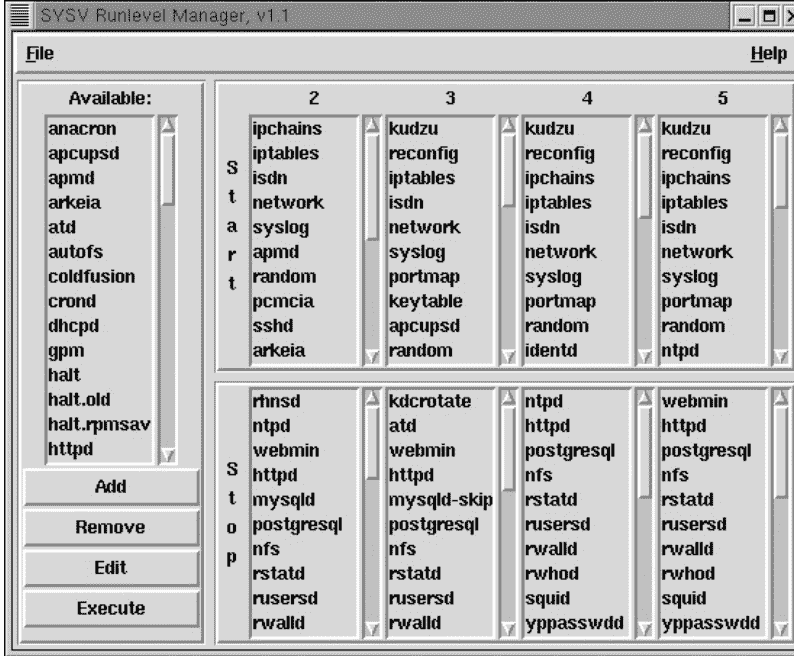 SYSV Runlevel Manager, v1.1
File
Help
Available:
anacron
apcupsd
apmd
arkeia
atd
autofs
coldfusion
crond
dhcpd
gpm
halt
halt.old
halt.rpmsav
httpd
Add
Remove
Edit
Execute
Start
2
ipchains
iptables
isdn
network
syslog
apmd
random
pcmcia
sshd
arkeia
3
kudzu
reconfig
iptables
isdn
network
syslog
portmap
keytable
apcupsd
random
4
kudzu
reconfig
ipchains
iptables
isdn
network
syslog
portmap
random
identd
5
kudzu
reconfig
ipchains
iptables
isdn
network
syslog
portmap
random
ntpd
Stop
rhnsd
ntpd
webmin
httpd
mysqld
postgresql
nfs
rstatd
rusersd
rwalld
kdcrotate
atd
webmin
httpd
mysqld-skip
postgresql
nfs
rstatd
rusersd
rwalld
ntpd
httpd
postgresql
nfs
rstatd
rusersd
rwalld
rwhod
squid
yppasswdd
webmin
httpd
postgresql
nfs
rstatd
rusersd
rwalld
rwhod
squid
yppasswdd